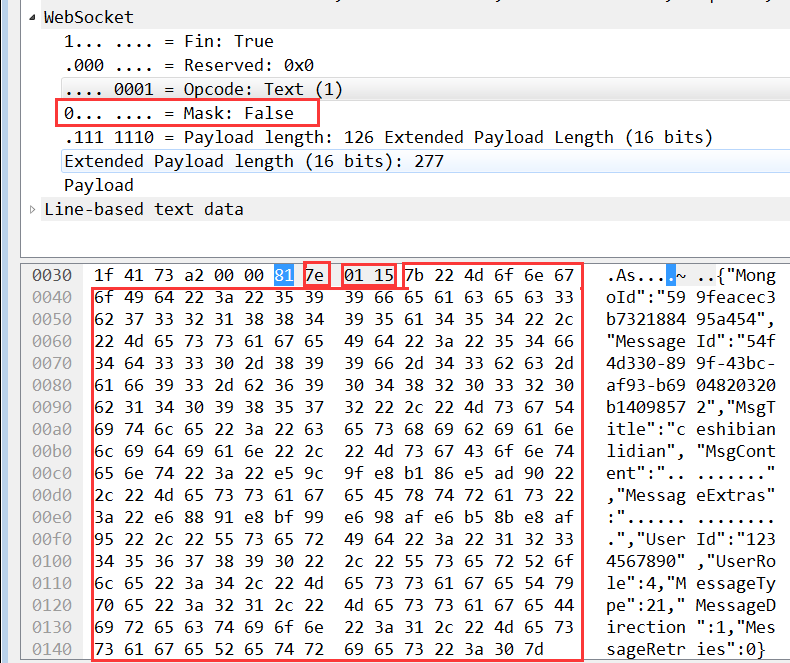 WebSocket
1... .... = Fin: True
.000 .... = Reserved: 0x0
.... 0001 = Opcode: Text (1)
0... .... = Mask: False
.111 1110 = Payload length: 126 Extended Payload Length (16 bits)
Extended Payload length (16 bits): 277
Payload
Line-based text data
0030 1f 41 73 a2 00 00 81 7e 01 15 7b 22 4d 6f 6e 67 .As....~ ..{"Mong
0040 6f 49 64 22 3a 22 35 39 39 66 65 61 63 65 63 33 oId":"59 9feacec3
0050 62 37 33 32 31 38 38 34 39 35 61 34 35 34 22 2c b7321884 95a454",
0060 22 4d 65 73 73 61 67 65 49 64 22 3a 22 35 34 66 "Message Id":"54f
0070 34 64 33 33 30 2d 38 39 39 66 2d 34 33 62 63 2d 4d330-89 9f-43bc-
0080 61 66 39 33 2d 62 36 39 30 34 38 32 30 33 32 30 af93-b69 04820320
0090 62 31 34 30 39 38 35 37 32 22 2c 22 4d 73 67 54 b1409857 2","MsgT
00a0 69 74 6c 65 22 3a 22 63 65 73 68 69 62 69 61 6e itle":"c eshibian
00b0 6c 69 64 69 61 6e 22 2c 22 4d 73 67 43 6f 6e 74 lidian", "MsgCont
00c0 65 6e 74 22 3a 22 e5 9c 9f e8 b1 86 e5 ad 90 22 ent":".. ......."
00d0 2c 22 4d 65 73 73 61 67 65 45 78 74 72 61 73 22 ,"Messag eExtras"
00e0 3a 22 e6 88 91 e8 bf 99 e6 98 af e6 b5 8b e8 af :"...... ........
00f0 95 22 2c 22 55 73 65 72 49 64 22 3a 22 31 32 33 .","User Id":"123
0100 34 35 36 37 38 39 30 22 2c 22 55 73 65 72 52 6f 4567890" ,"UserRo
0110 6c 65 22 3a 34 2c 22 4d 65 73 73 61 67 65 54 79 le":4,"M essageTy
0120 70 65 22 3a 32 31 2c 22 4d 65 73 73 61 67 65 44 pe":21," MessageD
0130 69 72 65 63 74 69 6f 6e 22 3a 31 2c 22 4d 65 73 irection ":1,"Mes
0140 73 61 67 65 52 65 74 72 69 65 73 22 3a 30 7d sageRetr ies":0}